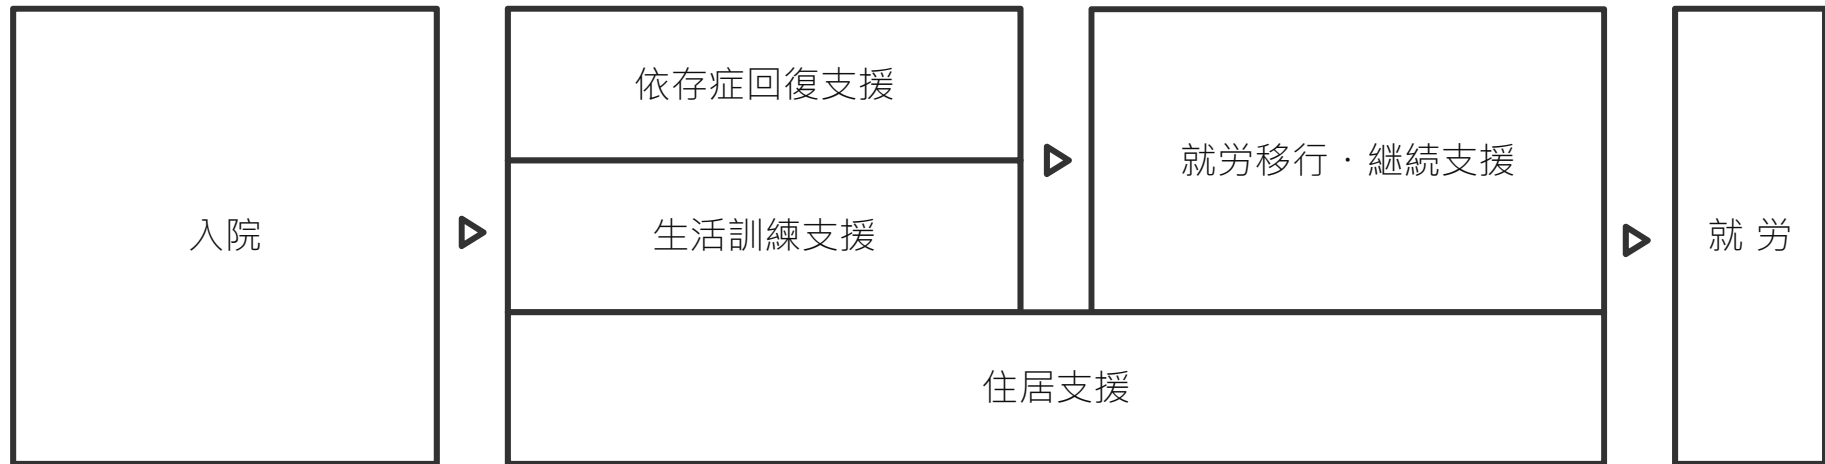 入院
依存症回復支援
生活訓練支援
就労移行・継続支援
住居支援
就 労